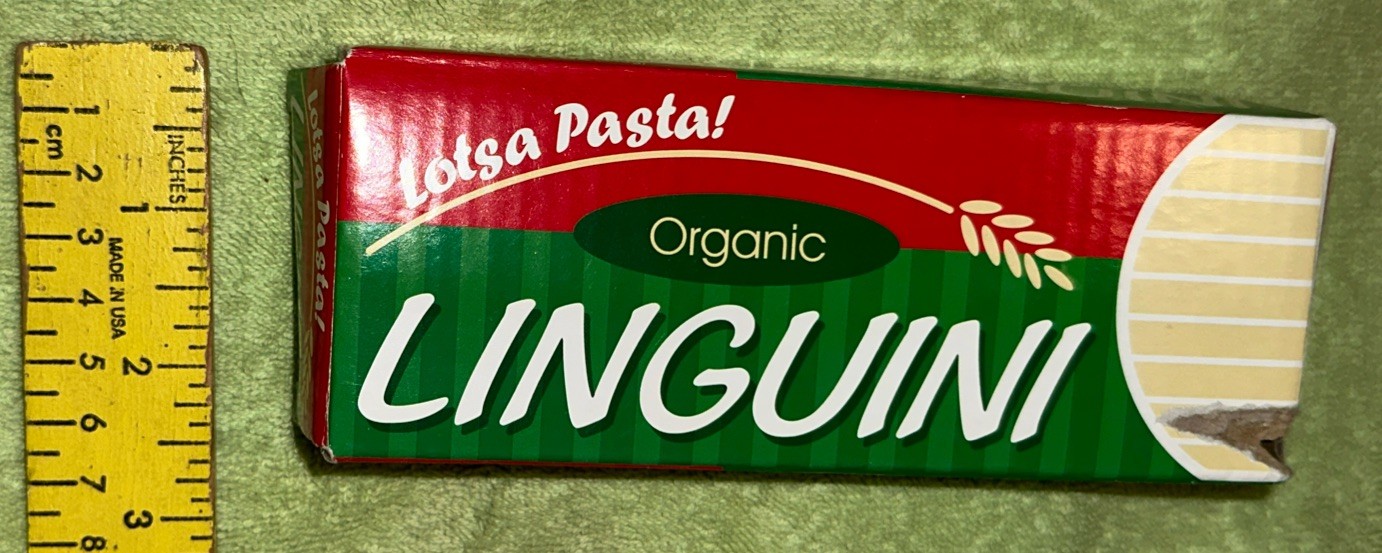 Lotsa Pasta!
Organic
LINGUINI
Lotsa Pasta!
1
2
3
4
5
6
7
8
cm
MADE IN USA
INCHES
1
2
3